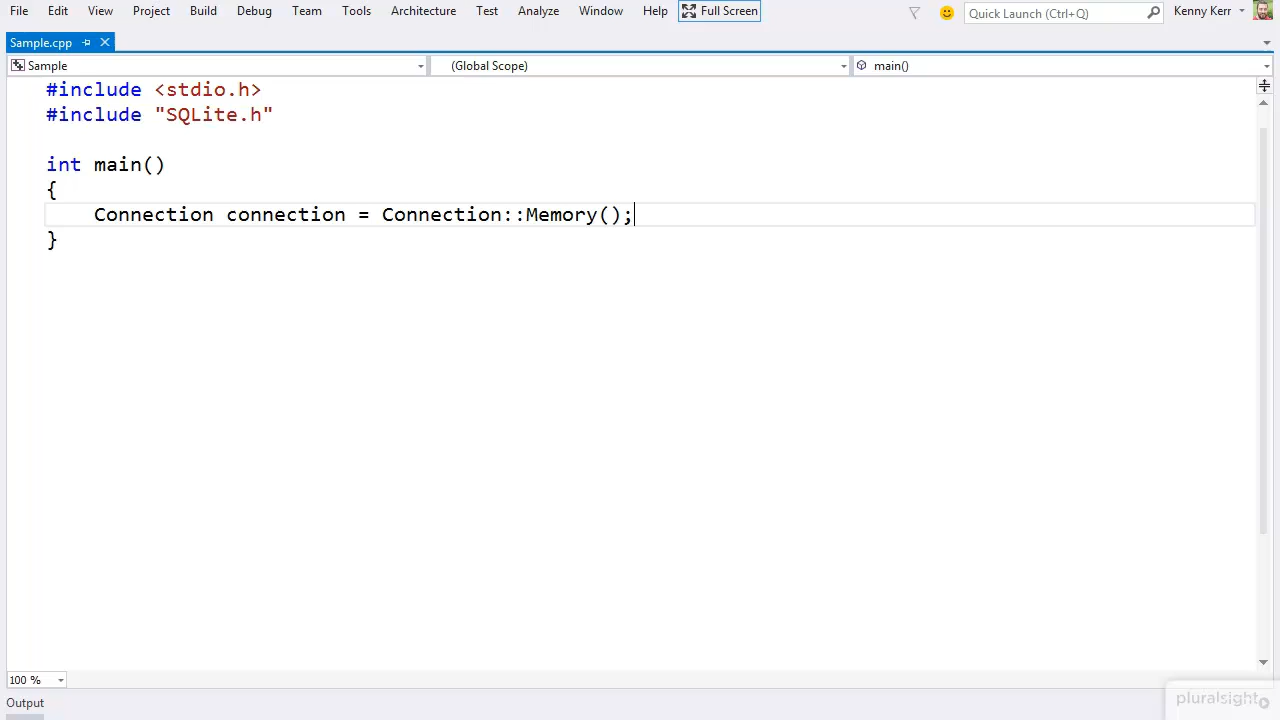 File Edit View Project Build Debug Team Tools Architecture Test Analyze Window Help Full Screen Quick Launch (Ctrl+Q) Kenny Kerr
Sample.cpp
Sample (Global Scope) main()
#include <stdio.h>
#include "SQLite.h"
int main()
{
    Connection connection = Connection::Memory();
}
100 %
Output
pluralsight